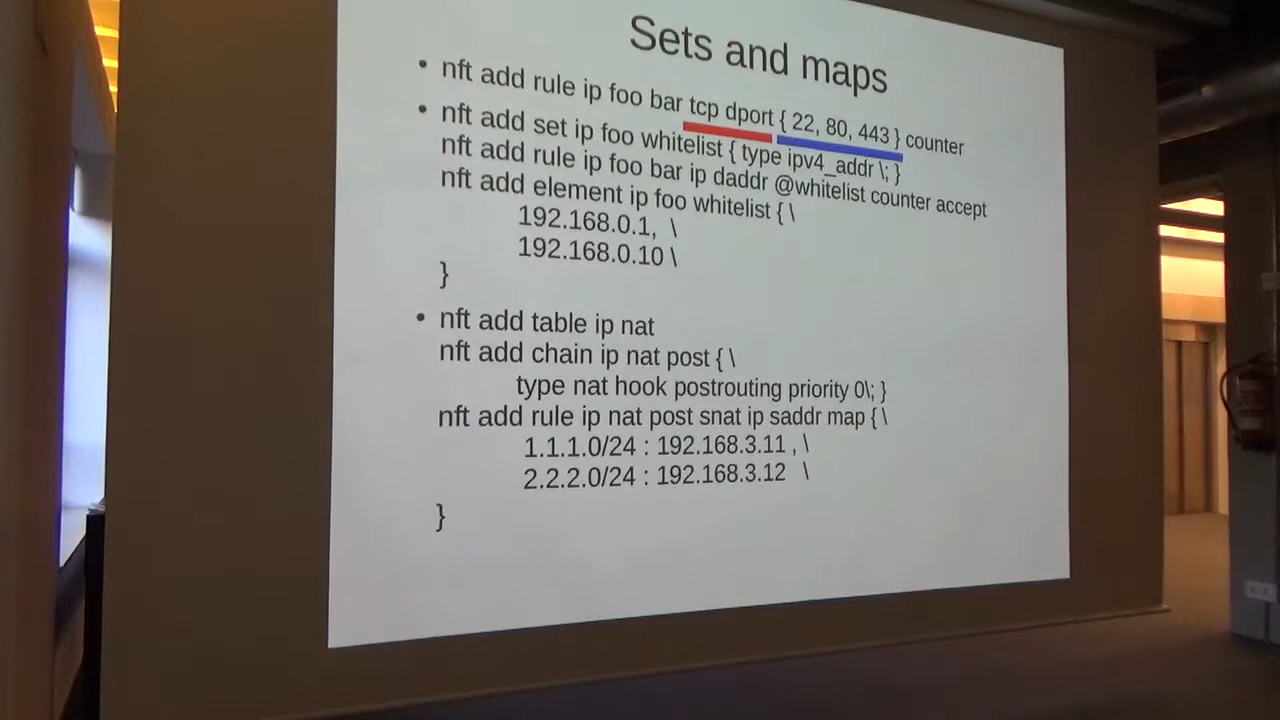 Sets and maps
• nft add rule ip foo bar tcp dport { 22, 80, 443 } counter
• nft add set ip foo whitelist { type ipv4_addr \; }
nft add rule ip foo bar ip daddr @whitelist counter accept
nft add element ip foo whitelist { \
192.168.0.1, \
192.168.0.10 \
}
• nft add table ip nat
nft add chain ip nat post { \
type nat hook postrouting priority 0\; }
nft add rule ip nat post snat ip saddr map { \
1.1.1.0/24 : 192.168.3.11 , \
2.2.2.0/24 : 192.168.3.12 \
}